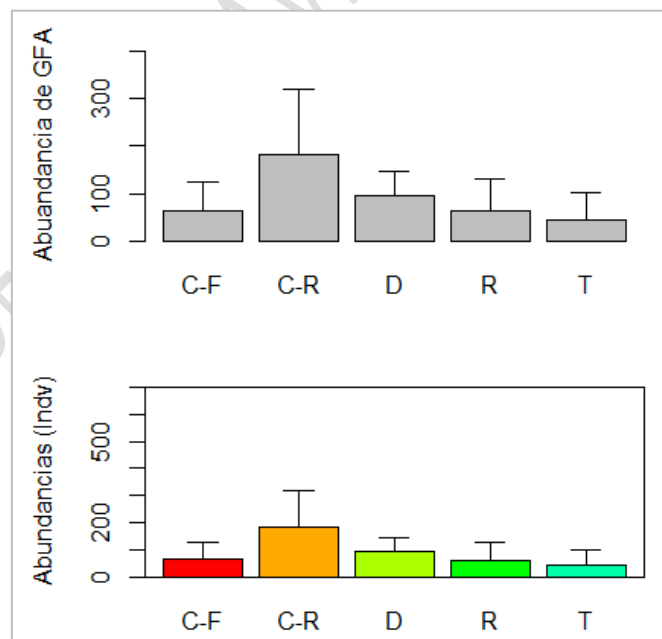 Abuandancia de GFA
300
100
0
C-F C-R D R T
Abundancias (Indv)
500
200
0
C-F C-R D R T